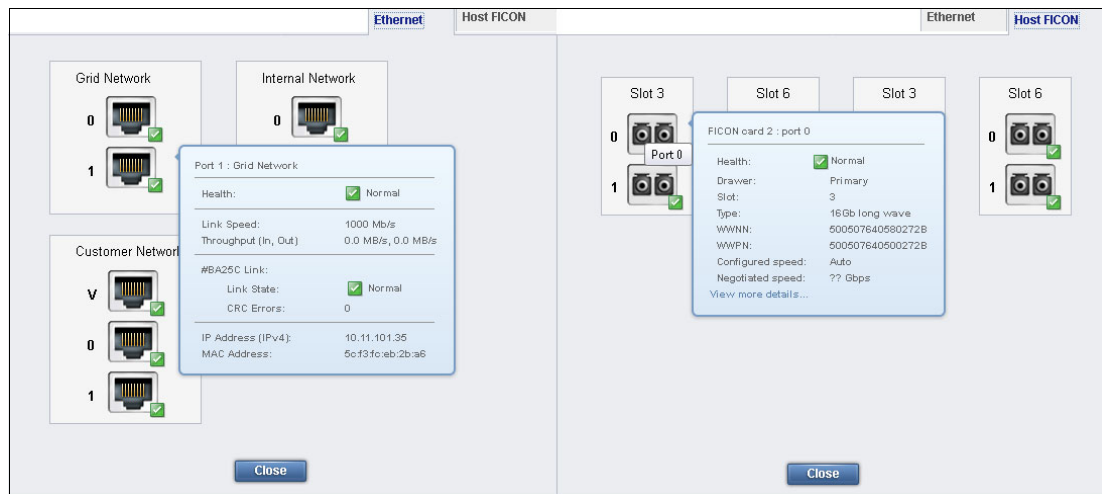 Ethernet
Host FICON
Grid Network
0
1
Internal Network
0
Port 1 : Grid Network
Health: Normal
Link Speed: 1000 Mb/s
Throughput (In, Out) 0.0 MB/s, 0.0 MB/s
#BA25C Link:
Link State: Normal
CRC Errors: 0
IP Address (IPv4): 10.11.101.35
MAC Address: 5c:f3:fc:eb:2b:a6
Customer Networ
V
0
1
Close
Ethernet
Host FICON
Slot 3
Slot 6
Slot 3
Slot 6
0
1
Port 0
FICON card 2 : port 0
Health: Normal
Drawer: Primary
Slot: 3
Type: 16Gb long wave
WWNN: 500507640580272B
WWPN: 500507640500272B
Configured speed: Auto
Negotiated speed: ?? Gbps
View more details...
0
1
Close